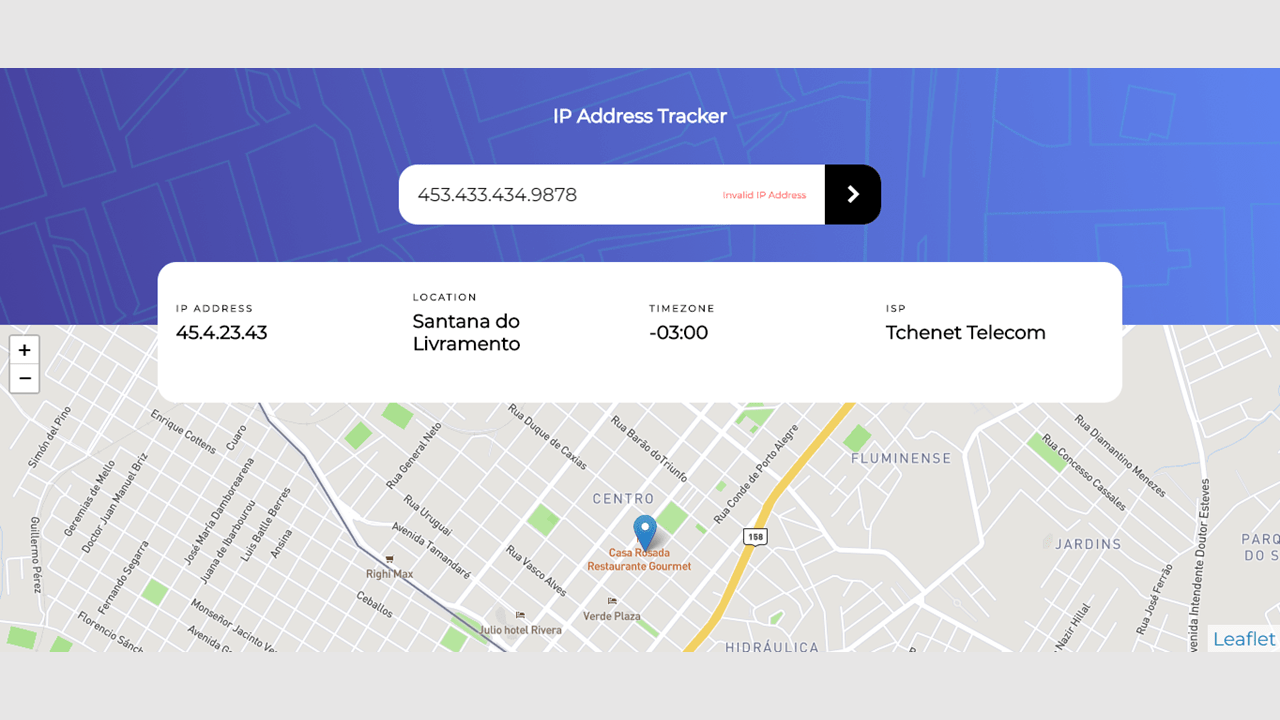 IP Address Tracker
453.433.434.9878
Invalid IP Address
IP ADDRESS
45.4.23.43
LOCATION
Santana do
Livramento
TIMEZONE
-03:00
ISP
Tchenet Telecom
+
−
Simón del Pino
Enrique Cottens
Cuaro
Rua General Neto
Rua Duque de Caxias
Rua Barão do Triunfo
Rua Conde de Porto Alegre
FLUMINENSE
Rua Diamantino Menezes
Rua Concesso Cassales
Geremias de Mello
Doctor Juan Manuel Briz
José María Damborearena
Juana de Ibarbourou
Luis Batlle Berres
Ansina
Rua Uruguai
Avenida Tamandaré
CENTRO
Casa Rosada
Restaurante Gourmet
158
JARDINS
PARQ
DO S
venida Intendente Doutor Esteves
Guillermo Pérez
Fernando Segarra
Righi Max
Rua Vasco Alves
Ceballos
Verde Plaza
Julio hotel Rivera
Monseñor Jacinto Ve
Florencio Sánch
Avenida G
HIDRÁULICA
Nazir Hillal
Rua José Ferrão
Leaflet